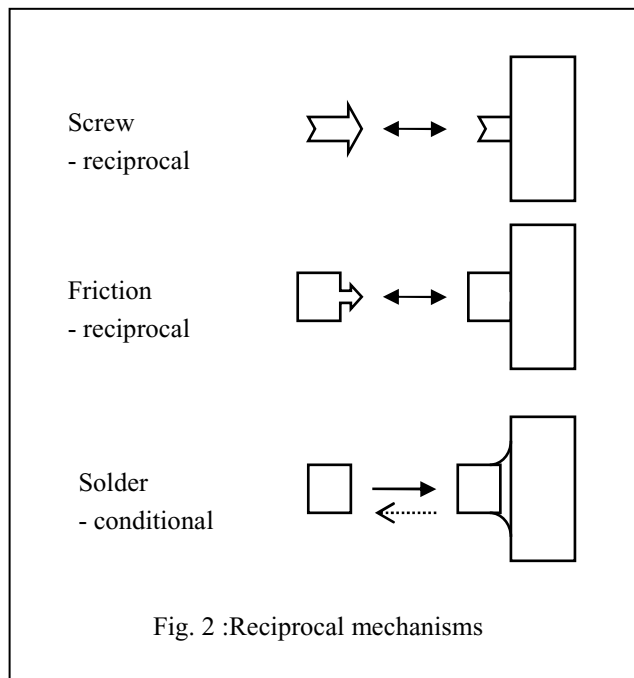 Screw
- reciprocal
Friction
- reciprocal
Solder
- conditional
Fig. 2 :Reciprocal mechanisms